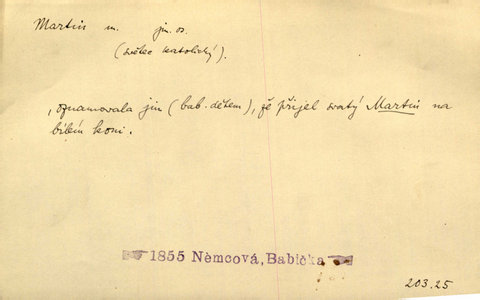 Martin m. jm. os.
(světec katolický).
, oznamovala jim (bab. dětem), že přijel svatý Martin na
bílém koni.
1855 Němcová, Babička
203.25